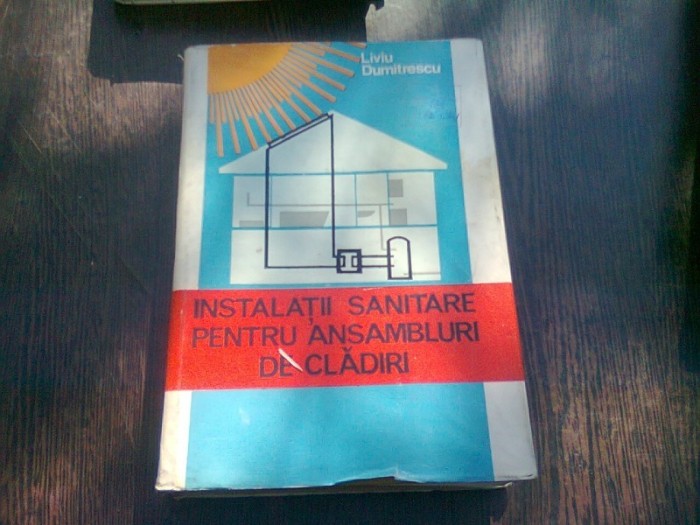 Liviu
Dumitrescu
INSTALAȚII SANITARE
PENTRU ANSAMBLURI
DE CLĂDIRI